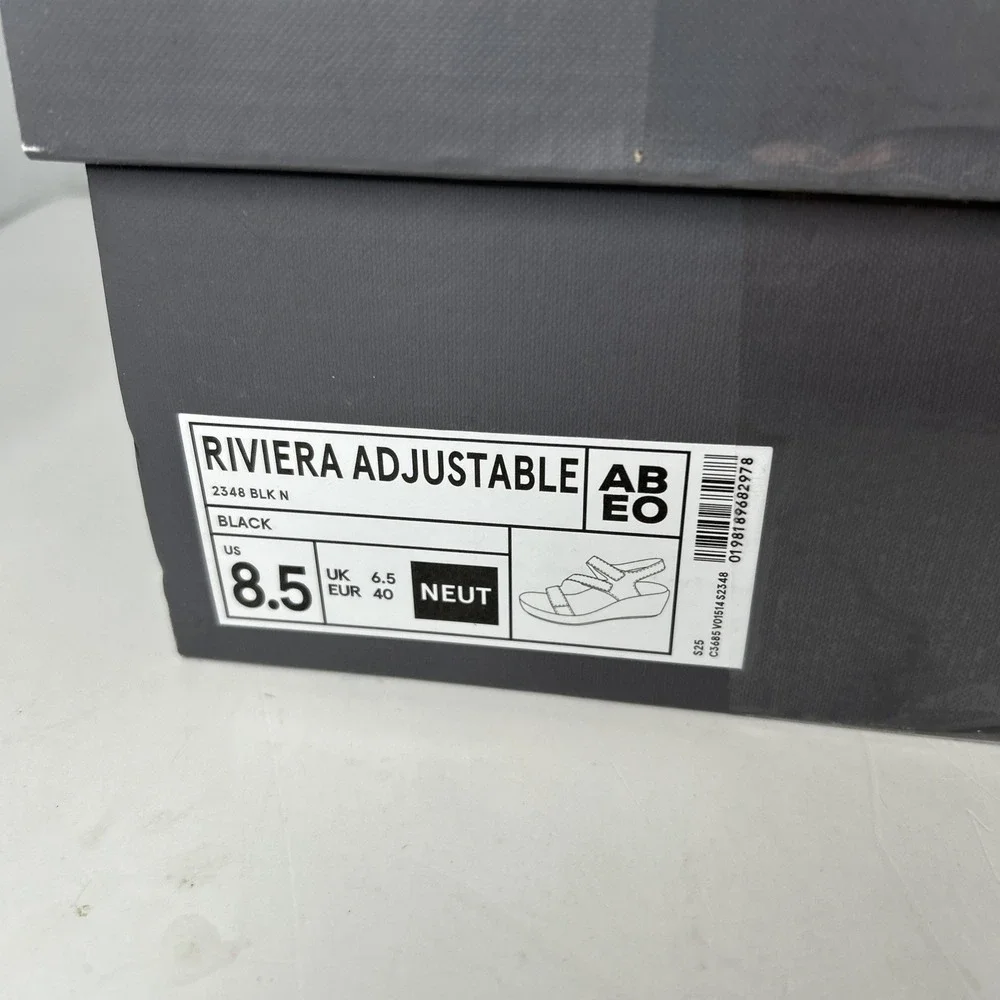 RIVIERA ADJUSTABLE
2348 BLK N
AB
EO
BLACK
US
8.5
UK 6.5
EUR 40
NEUT
0198189682978
S25
C3685 V01514 S2348